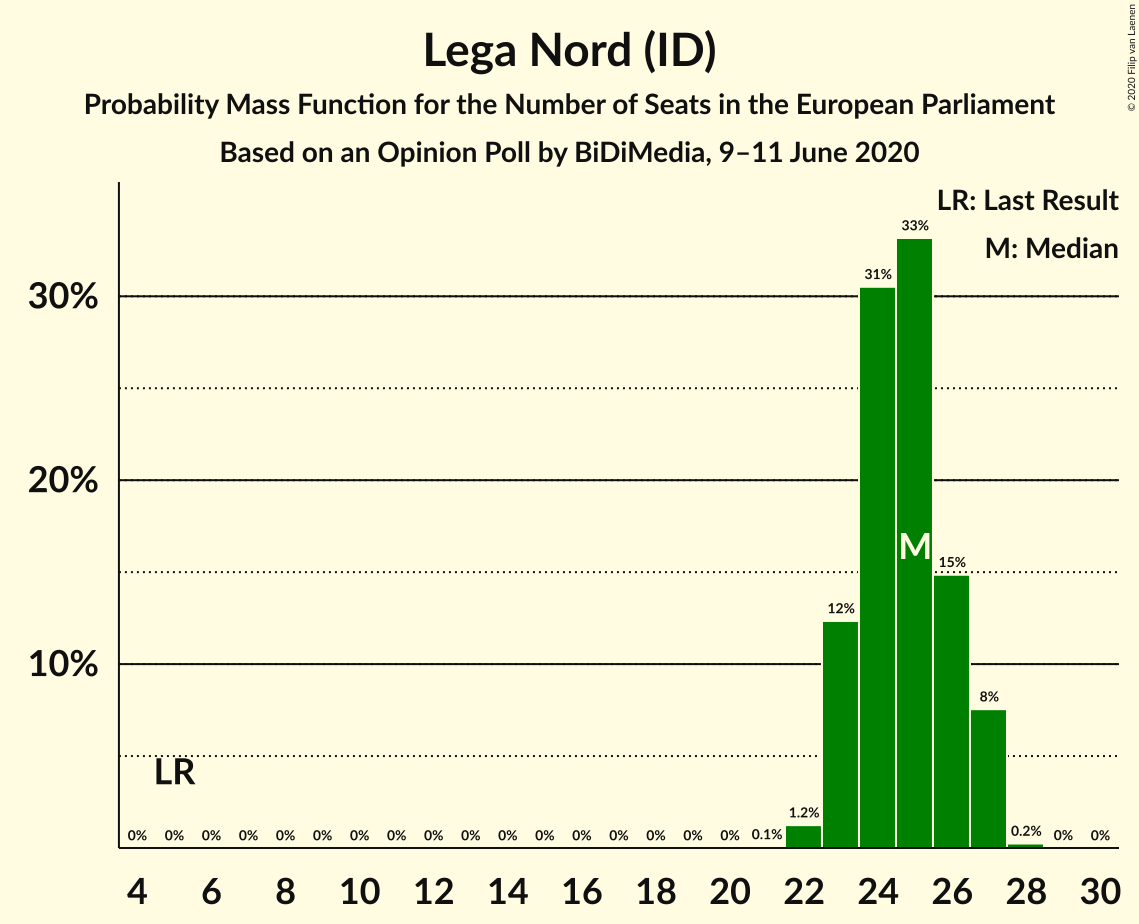 Lega Nord (ID)
Probability Mass Function for the Number of Seats in the European Parliament
Based on an Opinion Poll by BiDiMedia, 9–11 June 2020
© 2020 Filip van Laenen
LR: Last Result
M: Median
30%
20%
10%
33%
31%
M
15%
12%
8%
LR
0% 0% 0% 0% 0% 0% 0% 0% 0% 0% 0% 0% 0% 0% 0% 0% 0% 0.1% 1.2% 0.2% 0% 0%
4 6 8 10 12 14 16 18 20 22 24 26 28 30